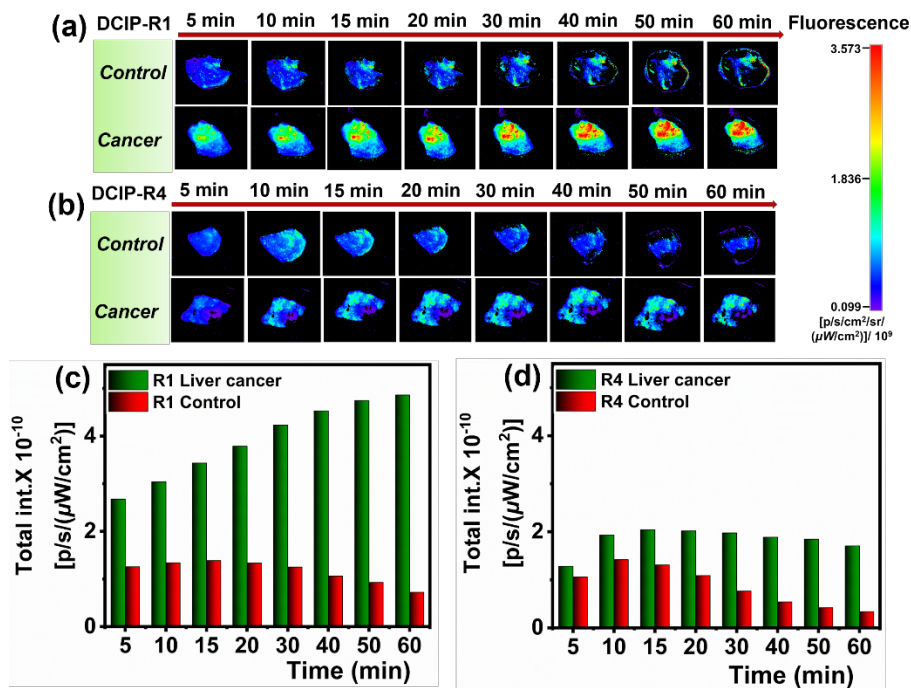 (a) DCIP-R1 5 min 10 min 15 min 20 min 30 min 40 min 50 min 60 min Fluorescence
Control
Cancer
3.573
1.836
0.099
[p/s/cm²/sr/
(µW/cm²)]/ 10⁹
(b) DCIP-R4 5 min 10 min 15 min 20 min 30 min 40 min 50 min 60 min
Control
Cancer
(c)
R1 Liver cancer
R1 Control
Total int.X 10⁻¹⁰
[p/s/(µW/cm²)]
4
2
0
5 10 15 20 30 40 50 60
Time (min)
(d)
R4 Liver cancer
R4 Control
Total int.X 10⁻¹⁰
[p/s/(µW/cm²)]
4
2
0
5 10 15 20 30 40 50 60
Time (min)